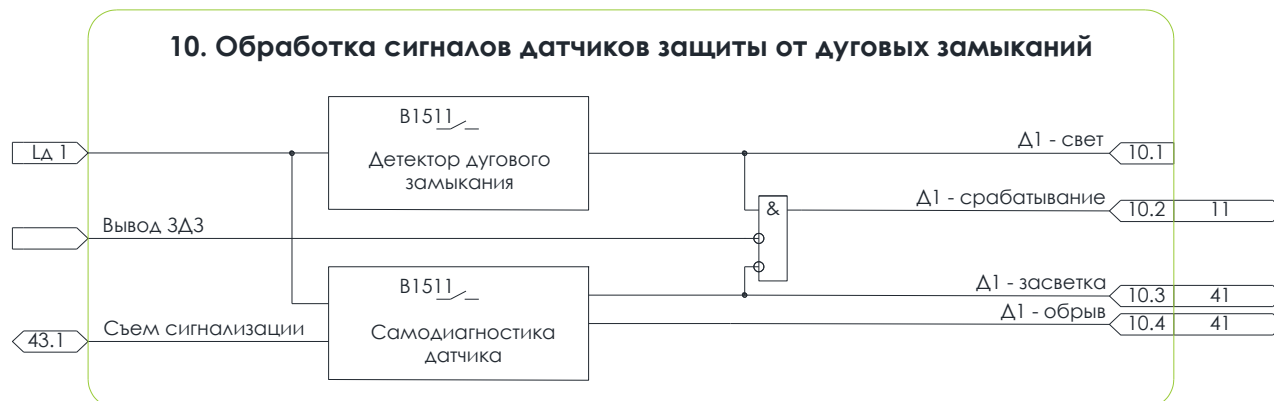 10. Обработка сигналов датчиков защиты от дуговых замыканий
B1511
Lд 1
Детектор дугового
замыкания
Д1 - свет
10.1
&
Д1 - срабатывание
10.2
11
Вывод ЗДЗ
B1511
Д1 - засветка
10.3
41
Съем сигнализации
43.1
Самодиагностика
датчика
Д1 - обрыв
10.4
41